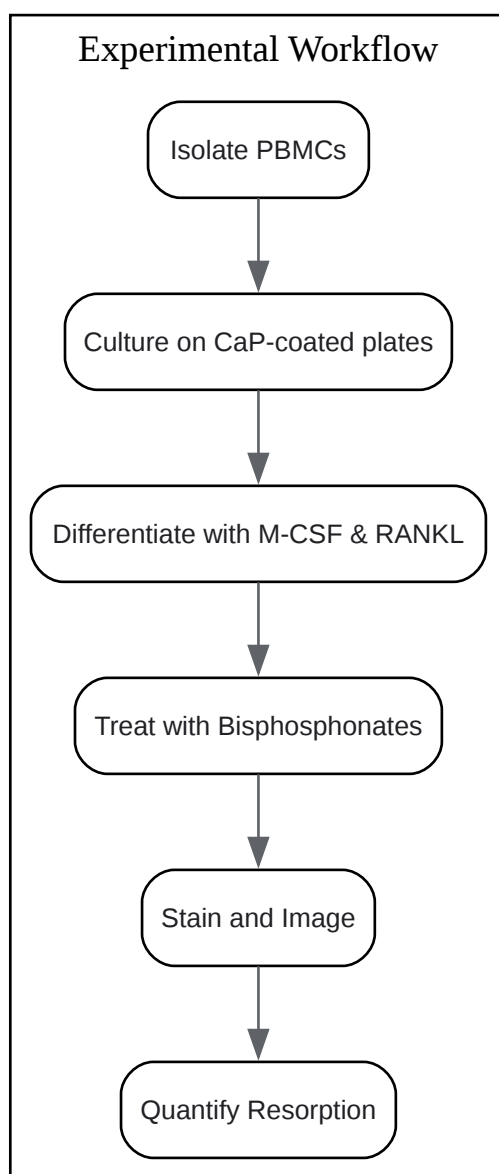 Experimental Workflow
Isolate PBMCs
Culture on CaP-coated plates
Differentiate with M-CSF & RANKL
Treat with Bisphosphonates
Stain and Image
Quantify Resorption